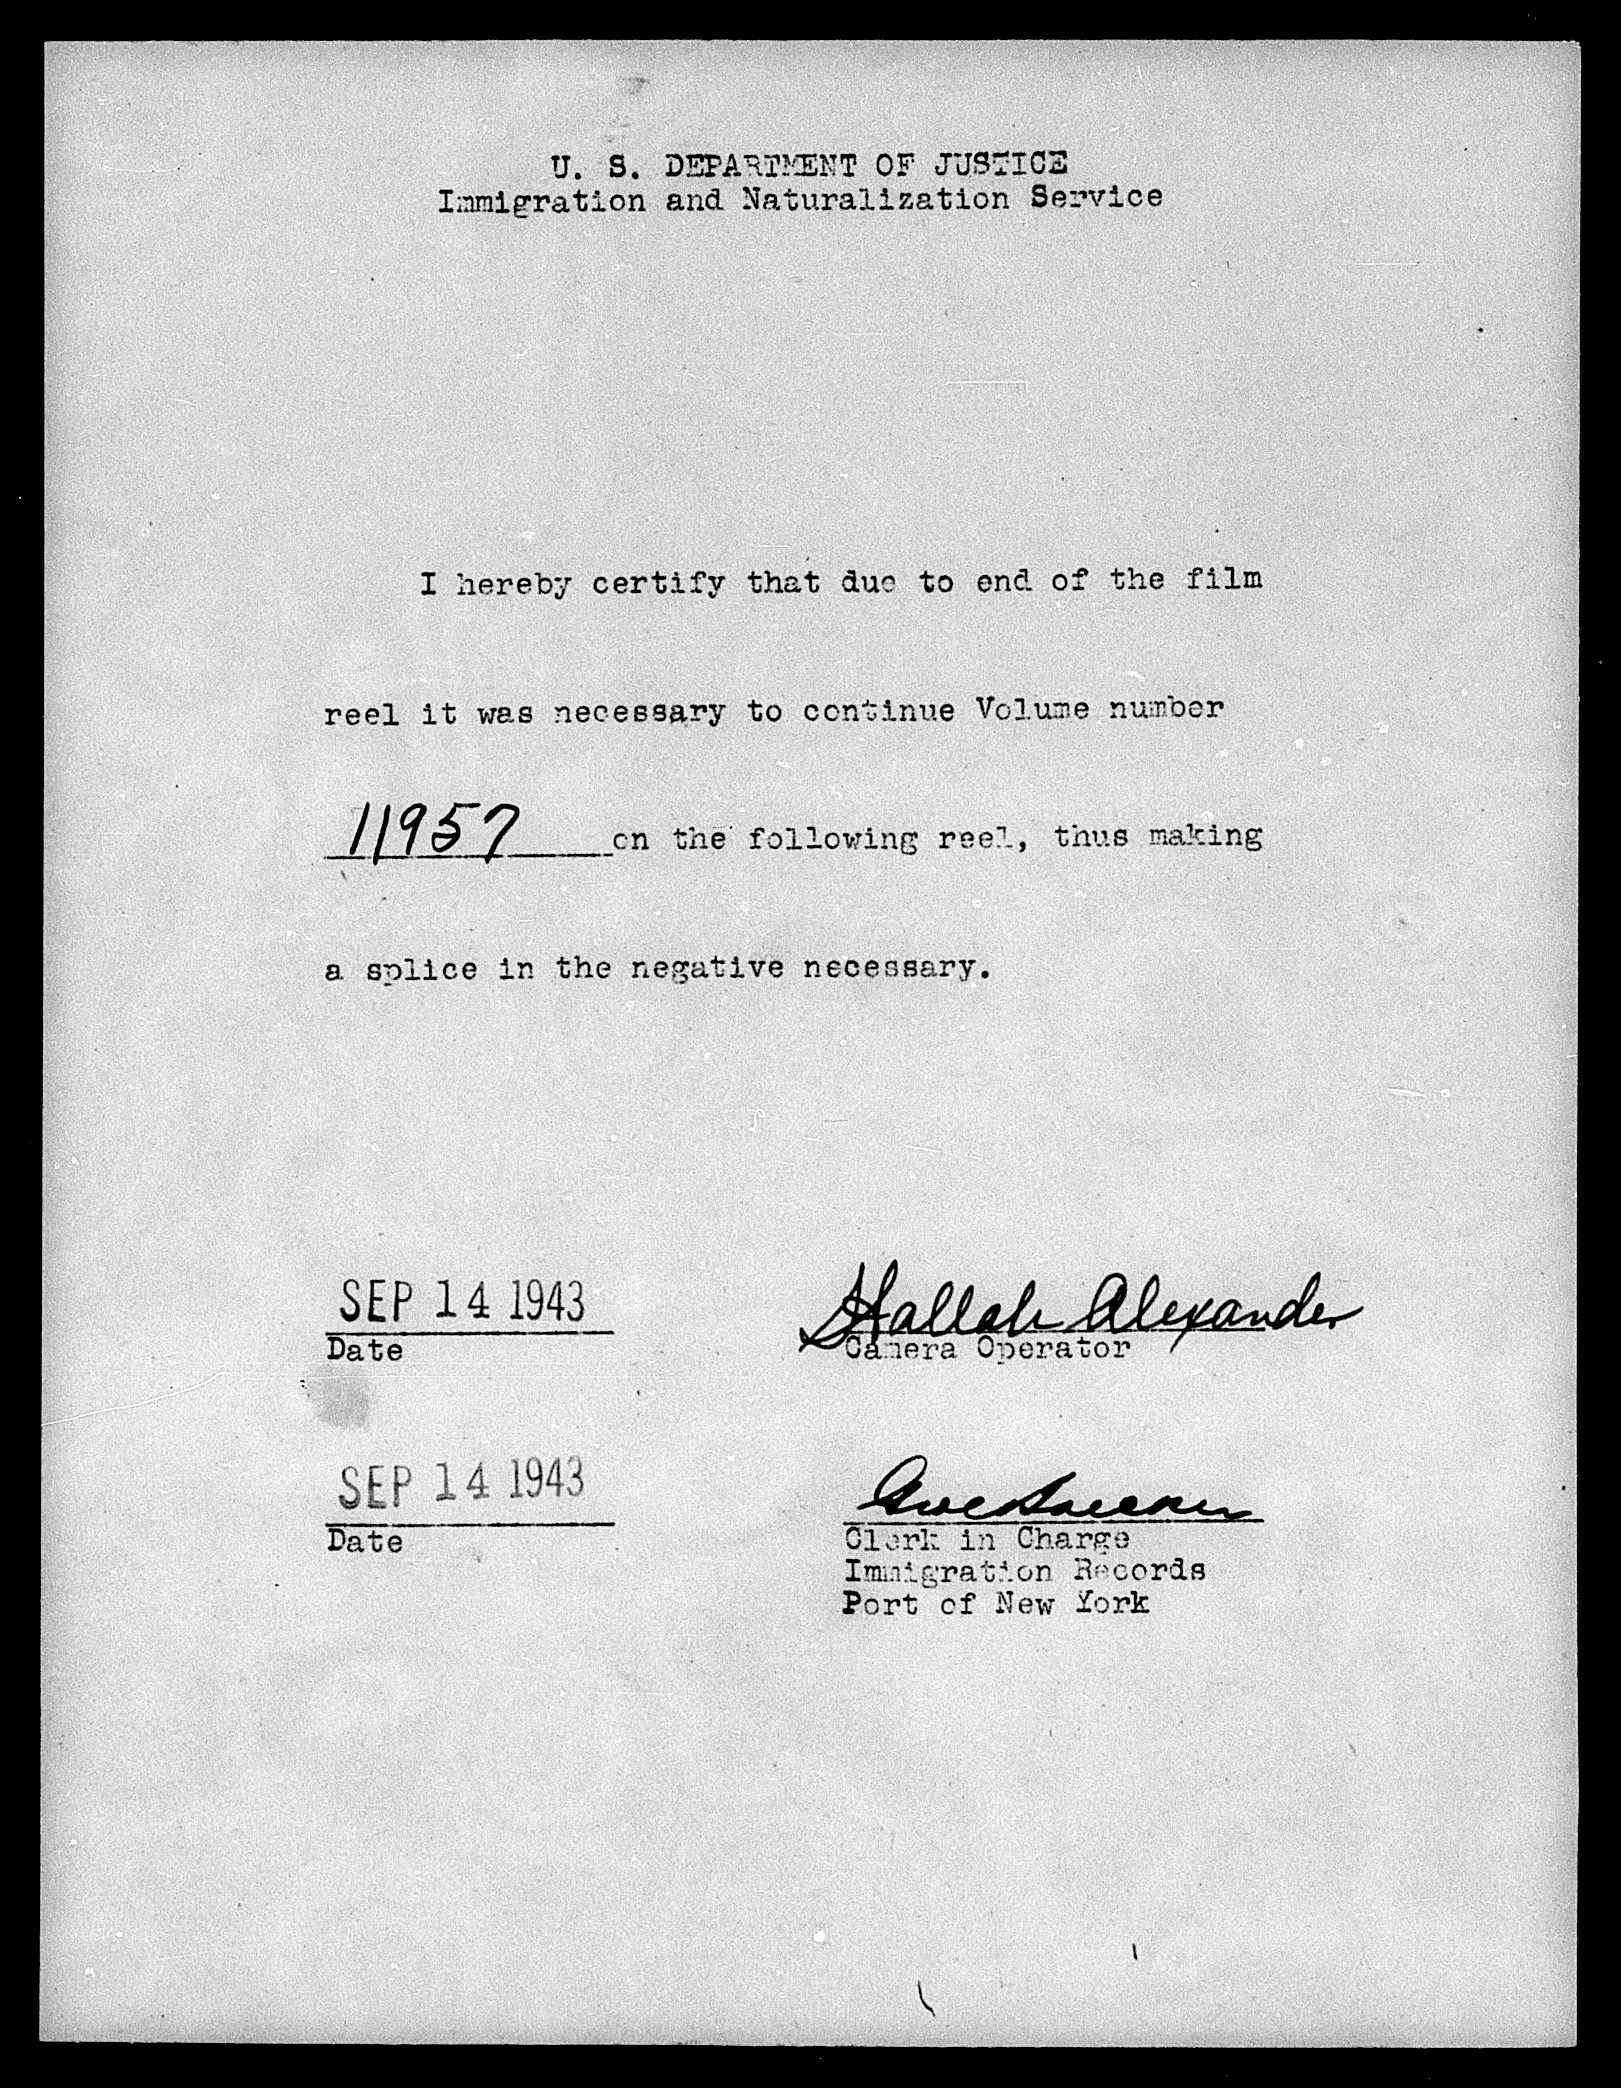 U. S. DEPARTMENT OF JUSTICE
Immigration and Naturalization Service
I hereby certify that due to end of the film
reel it was necessary to continue Volume number
11957 on the following reel, thus making
a splice in the negative necessary.
SEP 14 1943
Date
Hallah Alexander
Camera Operator
SEP 14 1943
Date
Clerk in Charge
Immigration Records
Port of New York